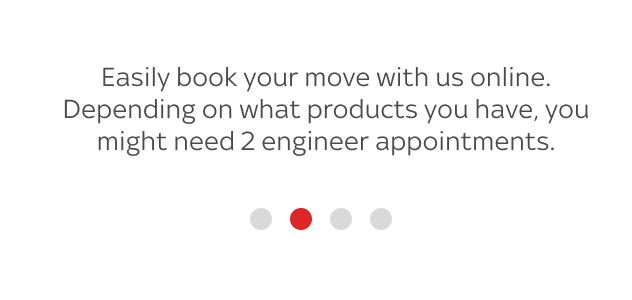 Easily book your move with us online.
Depending on what products you have, you
might need 2 engineer appointments.